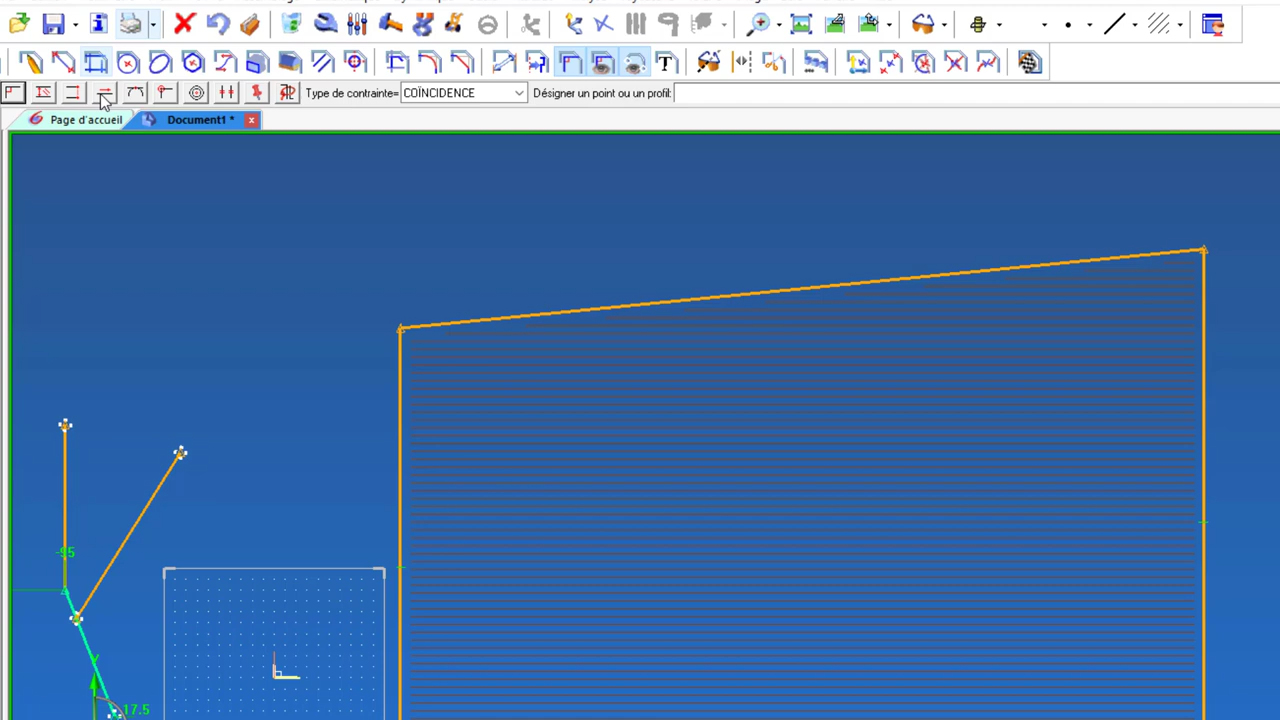 Type de contrainte= COÏNCIDENCE Désigner un point ou un profil:
Page d'accueil Document1 *
-95
17.5